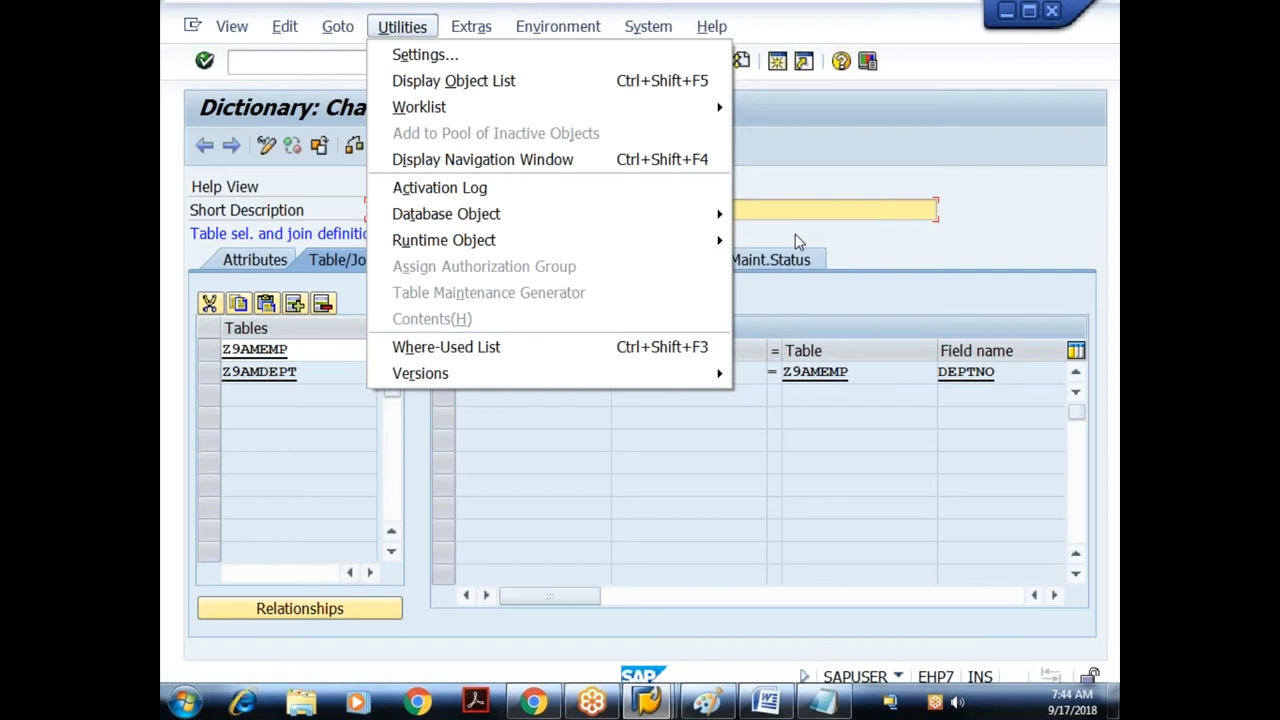 View Edit Goto Utilities Extras Environment System Help
Settings...
Display Object List Ctrl+Shift+F5
Worklist
Add to Pool of Inactive Objects
Display Navigation Window Ctrl+Shift+F4
Activation Log
Database Object
Runtime Object
Assign Authorization Group
Table Maintenance Generator
Contents(H)
Where-Used List Ctrl+Shift+F3
Versions
Dictionary: Cha
Help View
Short Description
Table sel. and join definitio
Attributes Table/Jo Maint.Status
Tables
Z9AMEMP
Z9AMDEPT
= Table Field name
= Z9AMEMP DEPTNO
Relationships
SAP SAPUSER EHP7 INS
7:44 AM
9/17/2018